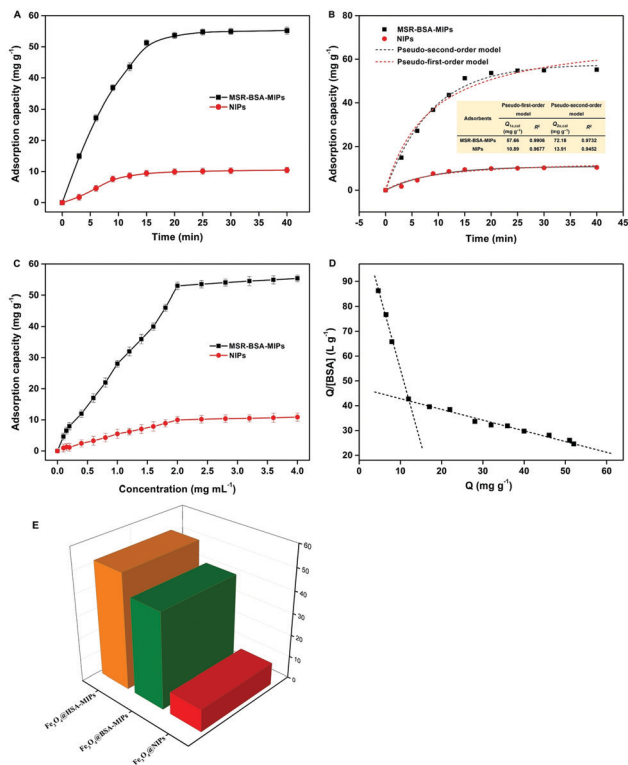 A
Adsorption capacity (mg g⁻¹)
60
50
40
30
20
10
0
MSR-BSA-MIPs
NIPs
0 5 10 15 20 25 30 35 40 45
Time (min)
B
Adsorption capacity (mg g⁻¹)
80
60
40
20
0
MSR-BSA-MIPs
NIPs
Pseudo-second-order model
Pseudo-first-order model
Adsorbents Pseudo-first-order model Pseudo-second-order model
Qₑ,cal (mg g⁻¹) R² Qₑ,cal (mg g⁻¹) R²
MSR-BSA-MIPs 57.66 0.9906 72.18 0.9732
NIPs 10.89 0.9677 13.91 0.9452
-5 0 5 10 15 20 25 30 35 40 45
Time (min)
C
Adsorption capacity (mg g⁻¹)
60
50
40
30
20
10
0
MSR-BSA-MIPs
NIPs
0.0 0.5 1.0 1.5 2.0 2.5 3.0 3.5 4.0
Concentration (mg mL⁻¹)
D
Q/[BSA] (L g⁻¹)
90
80
70
60
50
40
30
20
0 10 20 30 40 50 60
Q (mg g⁻¹)
E
60
50
40
30
20
10
0
Fe₃O₄@HSA-MIPs
Fe₃O₄@BSA-MIPs
Fe₃O₄@NIPs